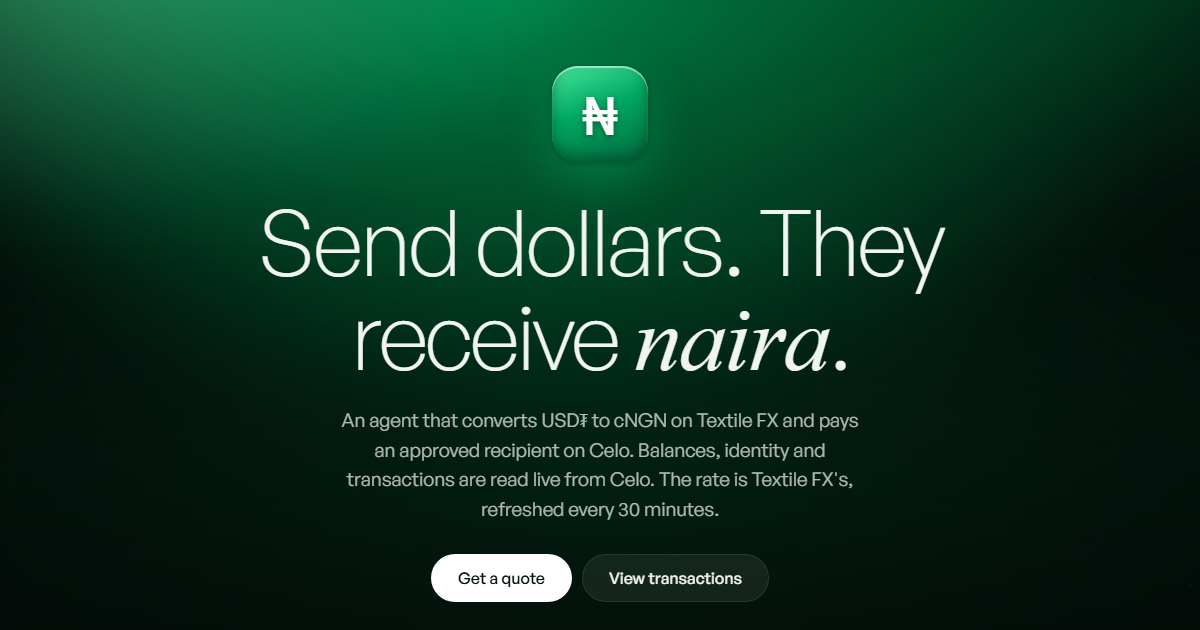 ₦
Send dollars. They
receive naira.
An agent that converts USD₮ to cNGN on Textile FX and pays
an approved recipient on Celo. Balances, identity and
transactions are read live from Celo. The rate is Textile FX's,
refreshed every 30 minutes.
Get a quote
View transactions